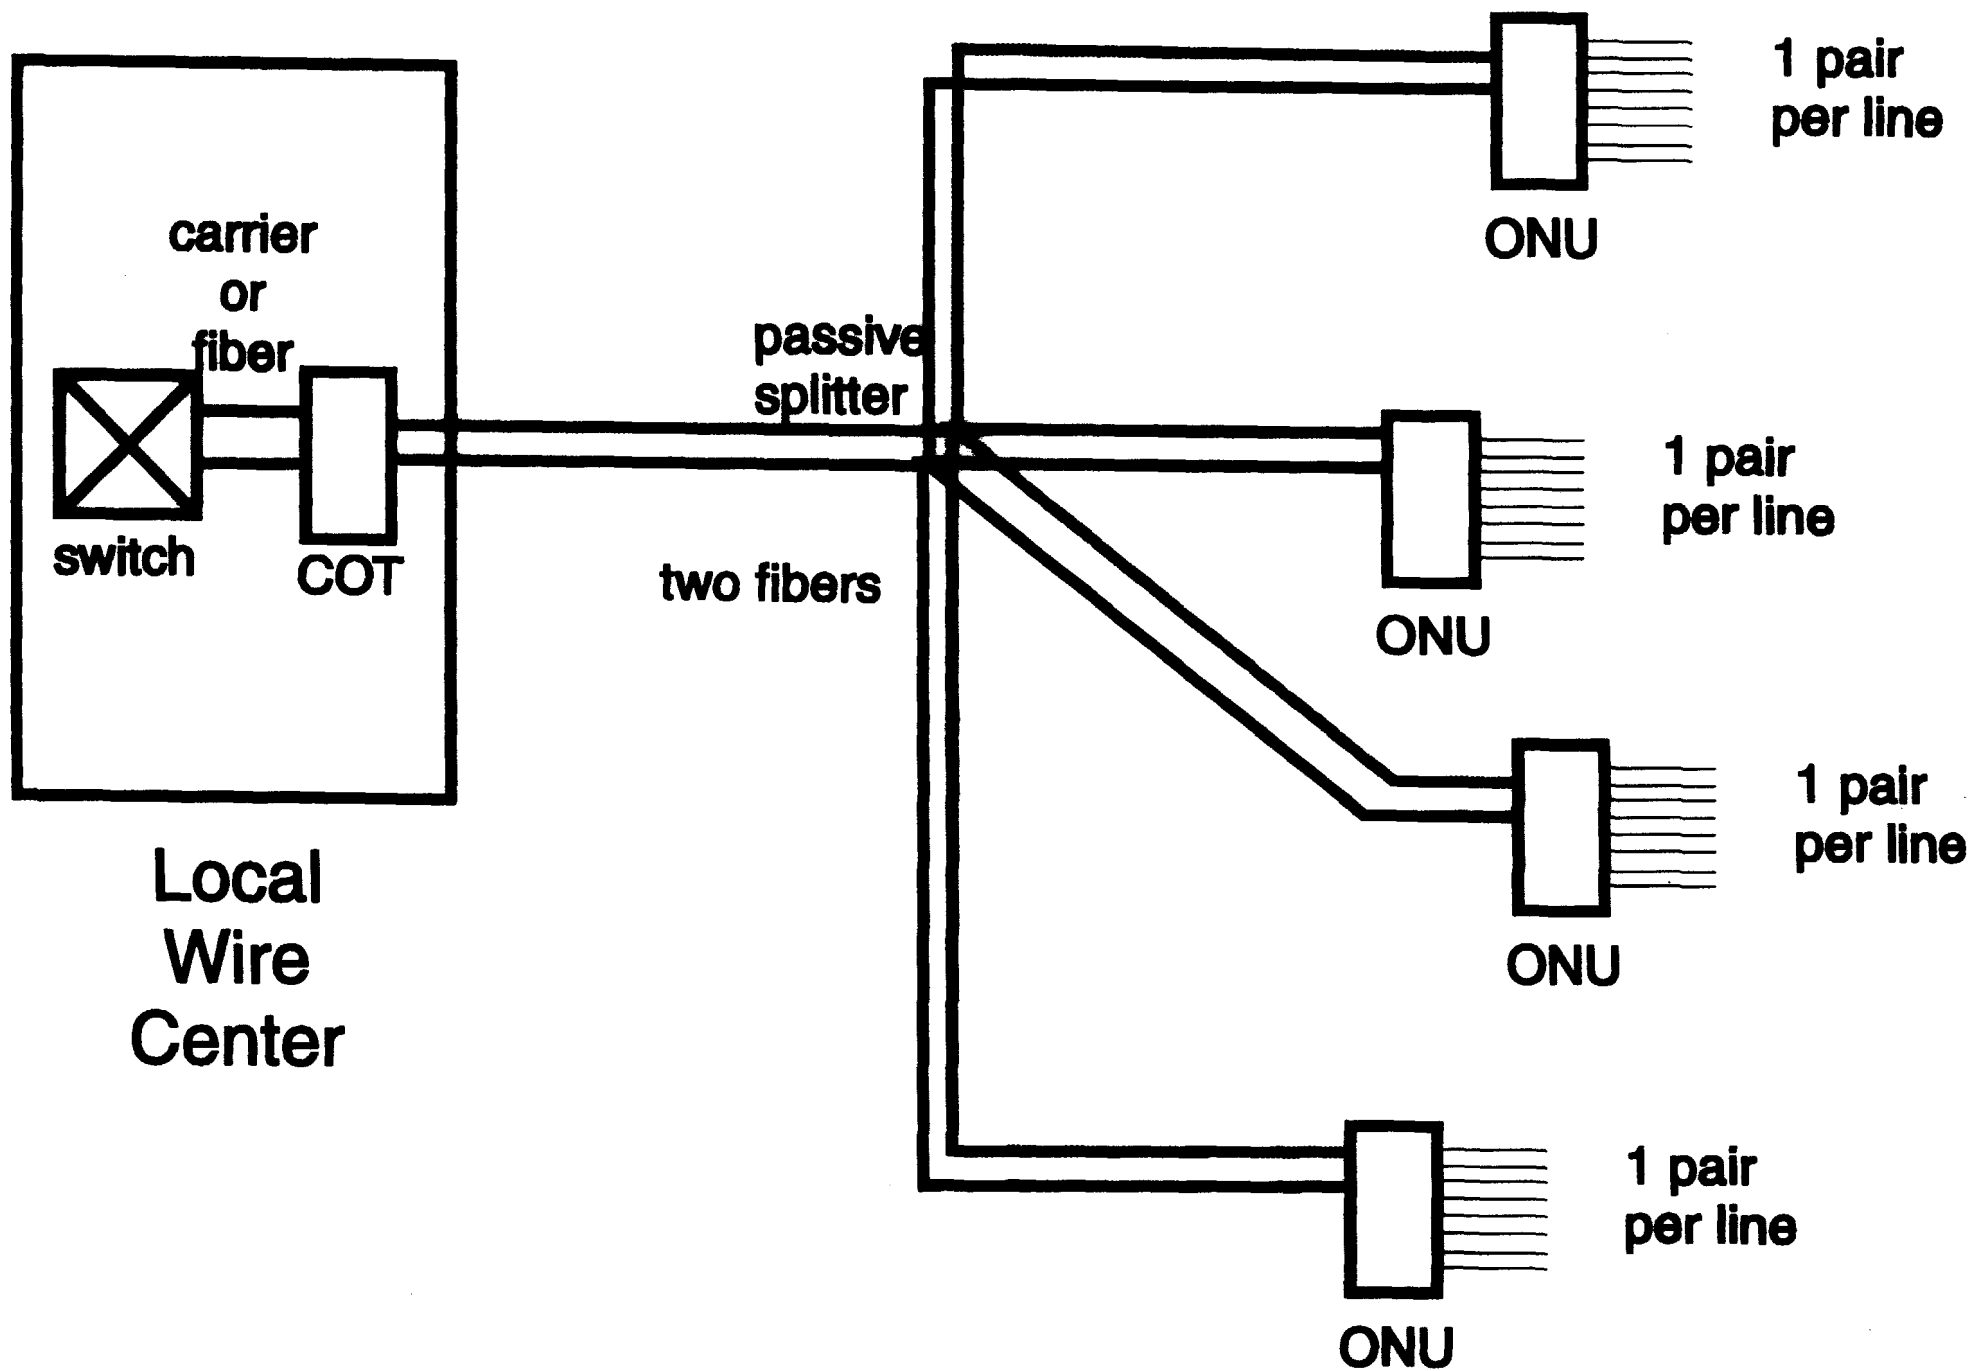 carrier
or
fiber
switch
COT
Local
Wire
Center
passive
splitter
two fibers
1 pair
per line
ONU
1 pair
per line
ONU
1 pair
per line
ONU
1 pair
per line
ONU